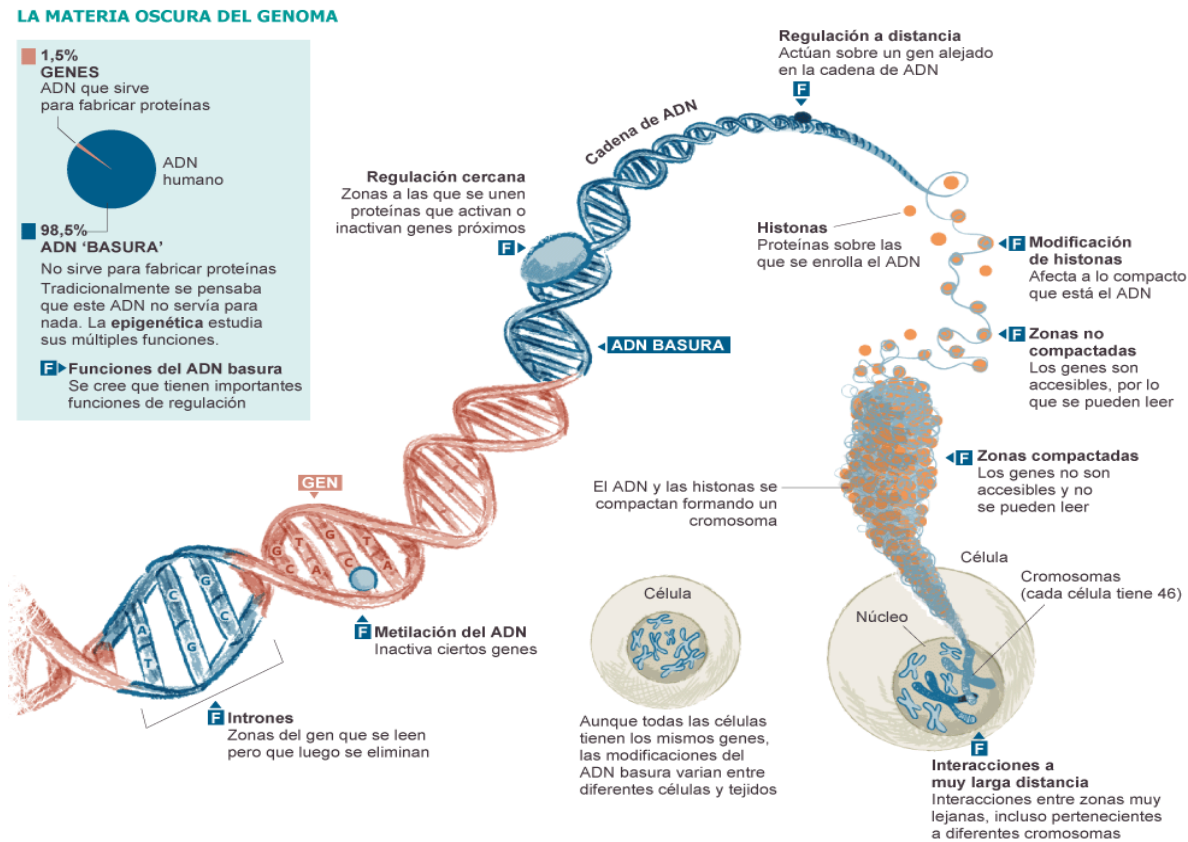 LA MATERIA OSCURA DEL GENOMA
1,5%
GENES
ADN que sirve
para fabricar proteínas
ADN
humano
98,5%
ADN ‘BASURA’
No sirve para fabricar proteínas
Tradicionalmente se pensaba
que este ADN no servía para
nada. La epigenética estudia
sus múltiples funciones.
F Funciones del ADN basura
Se cree que tienen importantes
funciones de regulación
Regulación a distancia
Actúan sobre un gen alejado
en la cadena de ADN
F
Cadena de ADN
Regulación cercana
Zonas a las que se unen
proteínas que activan o
inactivan genes próximos
F
Histonas
Proteínas sobre las
que se enrolla el ADN
F Modificación
de histonas
Afecta a lo compacto
que está el ADN
F Zonas no
compactadas
Los genes son
accesibles, por lo
que se pueden leer
ADN BASURA
F Zonas compactadas
Los genes no son
accesibles y no
se pueden leer
El ADN y las histonas se
compactan formando un
cromosoma
GEN
G T G T
C A C A
C G
A C
T G
F Metilación del ADN
Inactiva ciertos genes
F Intrones
Zonas del gen que se leen
pero que luego se eliminan
Célula
Aunque todas las células
tienen los mismos genes,
las modificaciones del
ADN basura varian entre
diferentes células y tejidos
Célula
Cromosomas
(cada célula tiene 46)
Núcleo
F
Interacciones a
muy larga distancia
Interacciones entre zonas muy
lejanas, incluso pertenecientes
a diferentes cromosomas